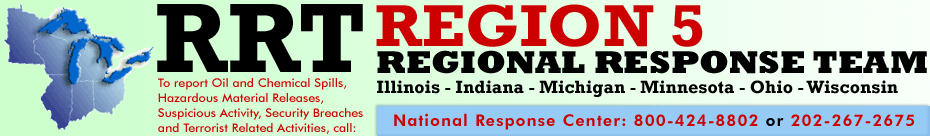 RRT
To report Oil and Chemical Spills,
Hazardous Material Releases,
Suspicious Activity, Security Breaches
and Terrorist Related Activities, call:
REGION 5
REGIONAL RESPONSE TEAM
Illinois - Indiana - Michigan - Minnesota - Ohio -Wisconsin
National Response Center: 800-424-8802 or 202-267-2675